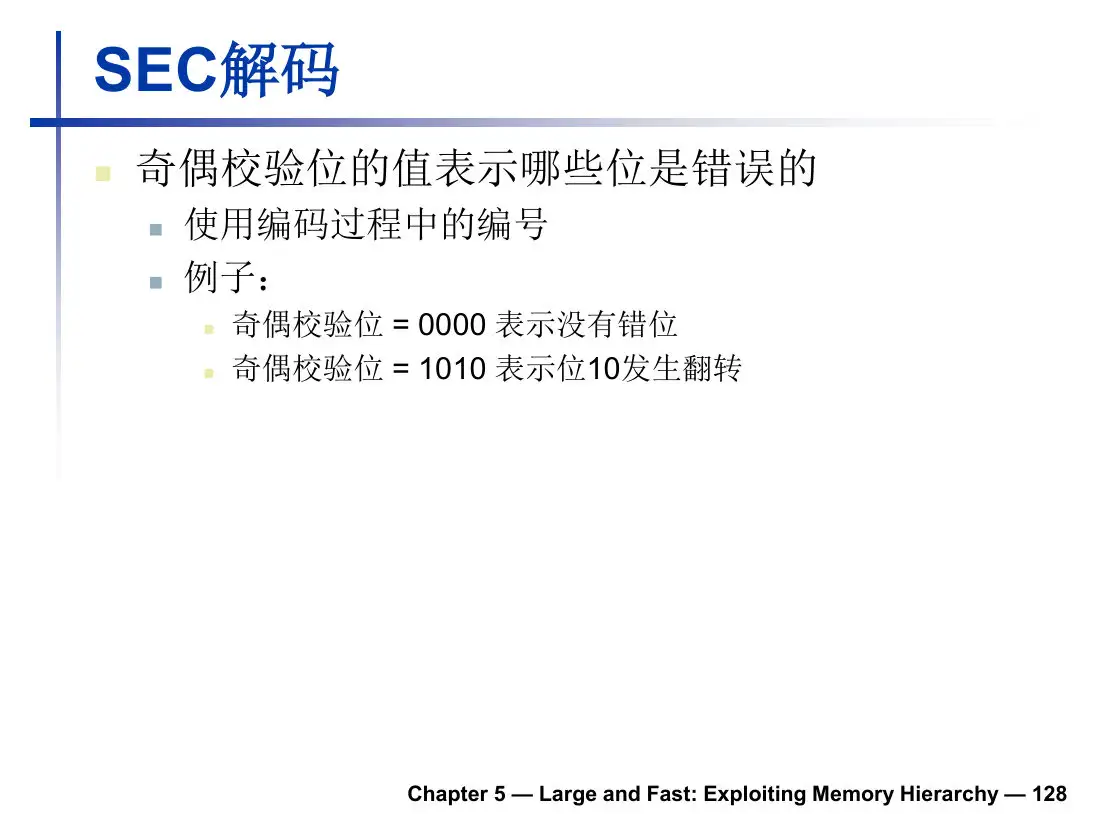 SEC解码
奇偶校验位的值表示哪些位是错误的
使用编码过程中的编号
例子：
奇偶校验位 = 0000 表示没有错位
奇偶校验位 = 1010 表示位10发生翻转
Chapter 5 — Large and Fast: Exploiting Memory Hierarchy — 128